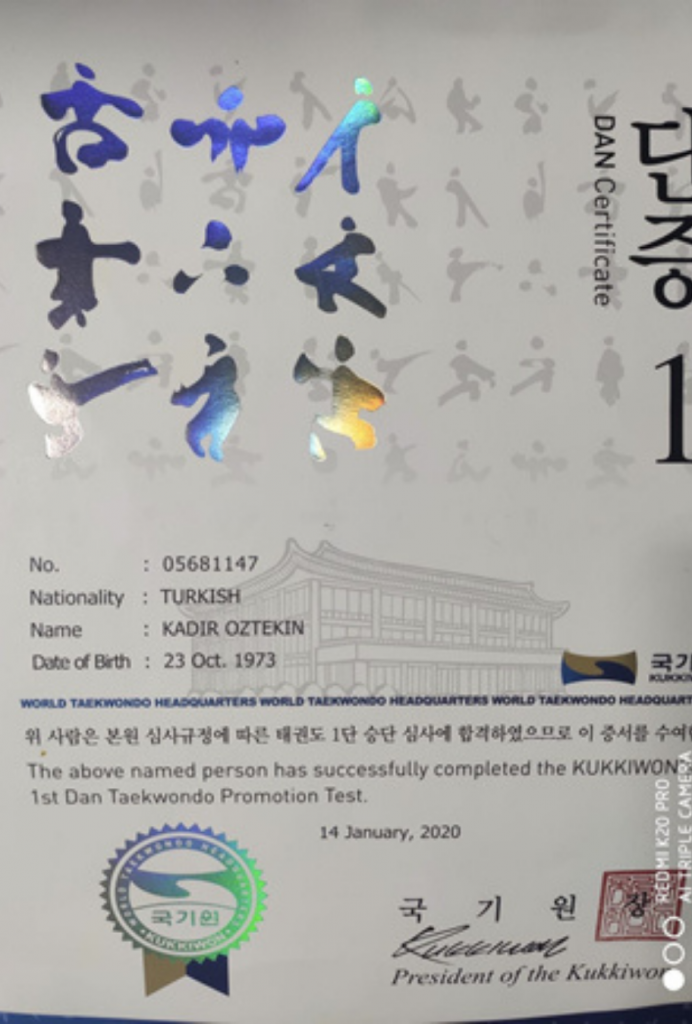 단증
DAN Certificate
1
No. : 05681147
Nationality : TURKISH
Name : KADIR OZTEKIN
Date of Birth : 23 Oct. 1973
국기
KUKKIW
WORLD TAEKWONDO HEADQUARTERS WORLD TAEKWONDO HEADQUARTERS WORLD TAEKWONDO HEADQUART
위 사람은 본원 심사규정에 따른 태권도 1단 승단 심사에 합격하였으므로 이 증서를 수여
The above named person has successfully completed the KUKKIWON
1st Dan Taekwondo Promotion Test.
14 January, 2020
WORLD TAEKWONDO HEADQUARTERS
국기원
KUKKIWON
국 기 원 장
Kukkiwon
President of the Kukkiwon
REDMI K20 PRO
AI TRIPLE CAMERA